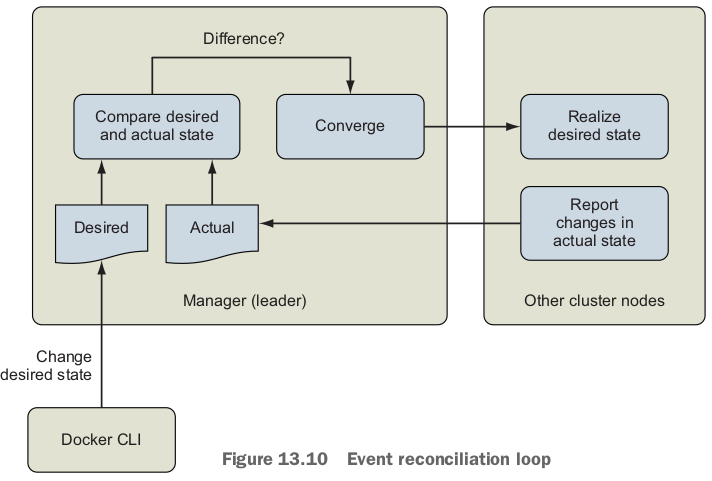 Difference?
Compare desired
and actual state
Converge
Realize
desired state
Desired
Actual
Report
changes in
actual state
Manager (leader)
Other cluster nodes
Change
desired state
Docker CLI
Figure 13.10 Event reconciliation loop